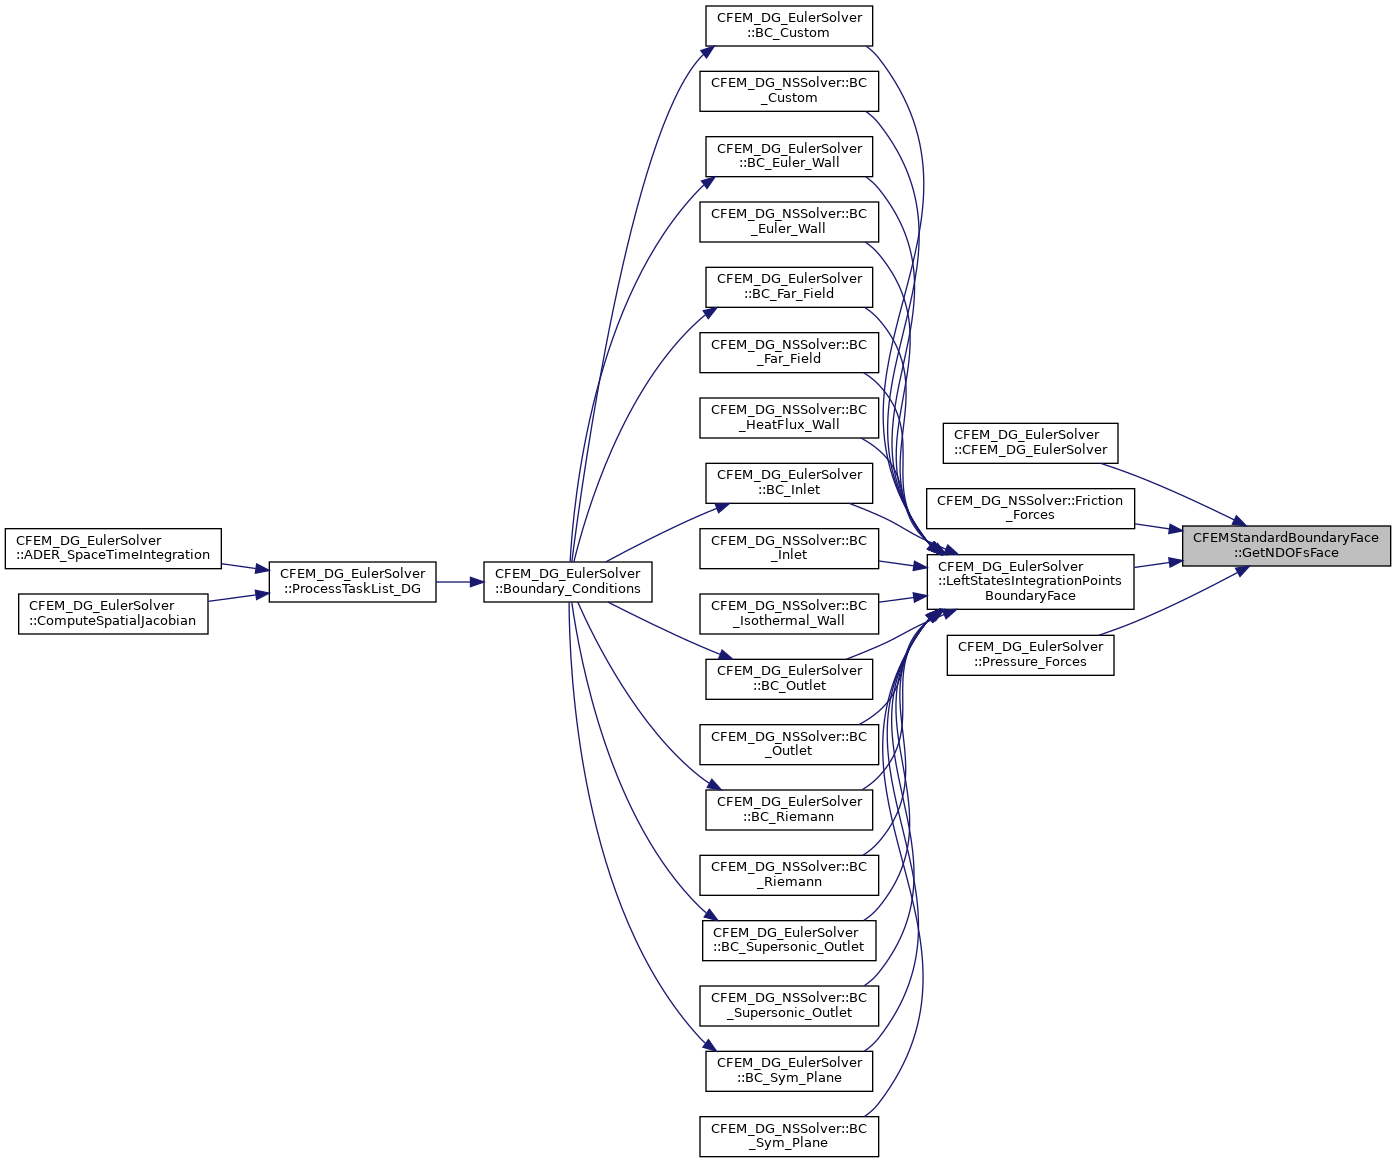 CFEM_DG_EulerSolver
::BC_Custom
CFEM_DG_NSSolver::BC
_Custom
CFEM_DG_EulerSolver
::BC_Euler_Wall
CFEM_DG_NSSolver::BC
_Euler_Wall
CFEM_DG_EulerSolver
::BC_Far_Field
CFEM_DG_NSSolver::BC
_Far_Field
CFEM_DG_NSSolver::BC
_HeatFlux_Wall
CFEM_DG_EulerSolver
::BC_Inlet
CFEM_DG_NSSolver::BC
_Inlet
CFEM_DG_NSSolver::BC
_Isothermal_Wall
CFEM_DG_EulerSolver
::BC_Outlet
CFEM_DG_NSSolver::BC
_Outlet
CFEM_DG_EulerSolver
::BC_Riemann
CFEM_DG_NSSolver::BC
_Riemann
CFEM_DG_EulerSolver
::BC_Supersonic_Outlet
CFEM_DG_NSSolver::BC
_Supersonic_Outlet
CFEM_DG_EulerSolver
::BC_Sym_Plane
CFEM_DG_NSSolver::BC
_Sym_Plane
CFEM_DG_EulerSolver
::ADER_SpaceTimeIntegration
CFEM_DG_EulerSolver
::ComputeSpatialJacobian
CFEM_DG_EulerSolver
::ProcessTaskList_DG
CFEM_DG_EulerSolver
::Boundary_Conditions
CFEM_DG_EulerSolver
::CFEM_DG_EulerSolver
CFEM_DG_NSSolver::Friction
_Forces
CFEM_DG_EulerSolver
::LeftStatesIntegrationPoints
BoundaryFace
CFEM_DG_EulerSolver
::Pressure_Forces
CFEMStandardBoundaryFace
::GetNDOFsFace